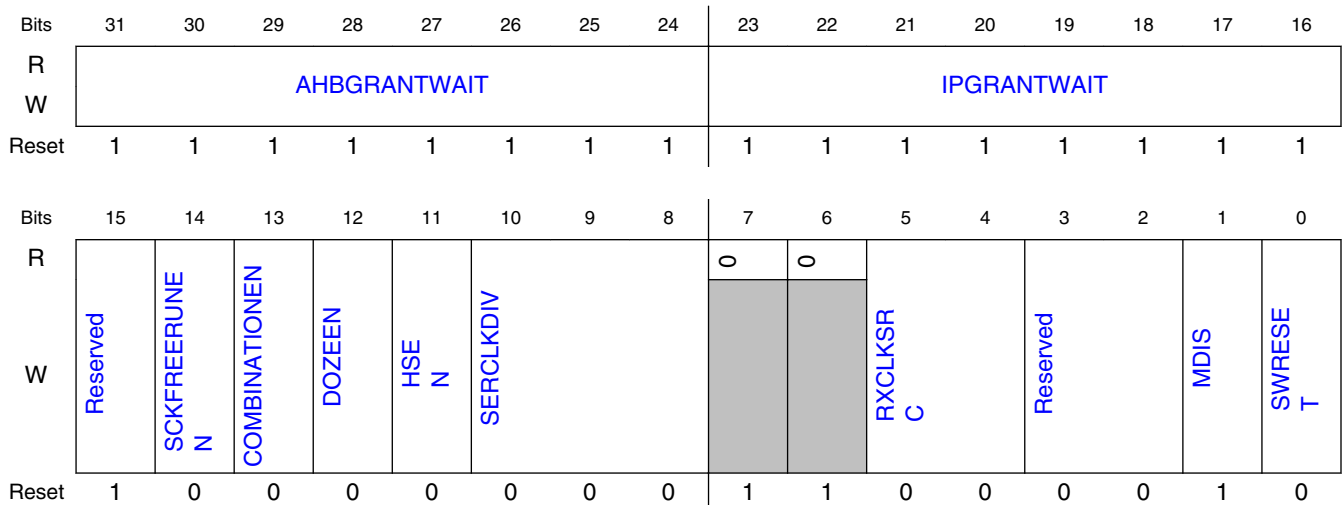 Bits 31 30 29 28 27 26 25 24 23 22 21 20 19 18 17 16
R
AHBGRANTWAIT IPGRANTWAIT
W
Reset 1 1 1 1 1 1 1 1 1 1 1 1 1 1 1 1
Bits 15 14 13 12 11 10 9 8 7 6 5 4 3 2 1 0
R 0 0
W
Reserved
SCKFREERUNE
N
COMBINATIONEN
DOZEEN
HSE
N
SERCLKDIV
RXCLKSR
C
Reserved
MDIS
SWRESE
T
Reset 1 0 0 0 0 0 0 0 1 1 0 0 0 0 1 0